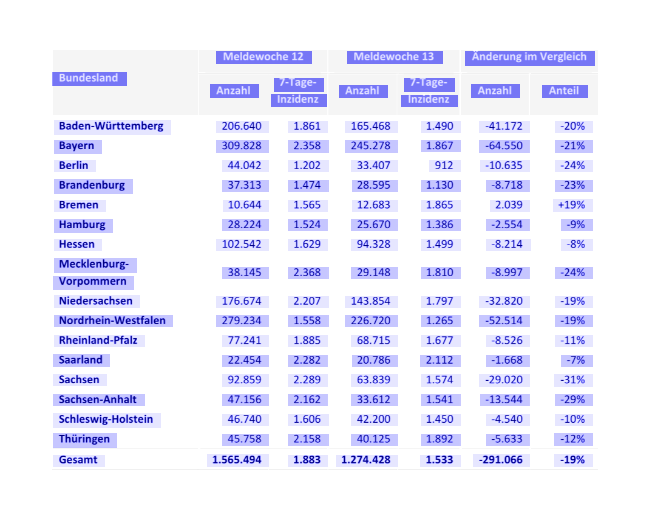 Bundesland Meldewoche 12 Meldewoche 13 Änderung im Vergleich
Anzahl 7-Tage-Inzidenz Anzahl 7-Tage-Inzidenz Anzahl Anteil
Baden-Württemberg 206.640 1.861 165.468 1.490 -41.172 -20%
Bayern 309.828 2.358 245.278 1.867 -64.550 -21%
Berlin 44.042 1.202 33.407 912 -10.635 -24%
Brandenburg 37.313 1.474 28.595 1.130 -8.718 -23%
Bremen 10.644 1.565 12.683 1.865 2.039 +19%
Hamburg 28.224 1.524 25.670 1.386 -2.554 -9%
Hessen 102.542 1.629 94.328 1.499 -8.214 -8%
Mecklenburg-Vorpommern 38.145 2.368 29.148 1.810 -8.997 -24%
Niedersachsen 176.674 2.207 143.854 1.797 -32.820 -19%
Nordrhein-Westfalen 279.234 1.558 226.720 1.265 -52.514 -19%
Rheinland-Pfalz 77.241 1.885 68.715 1.677 -8.526 -11%
Saarland 22.454 2.282 20.786 2.112 -1.668 -7%
Sachsen 92.859 2.289 63.839 1.574 -29.020 -31%
Sachsen-Anhalt 47.156 2.162 33.612 1.541 -13.544 -29%
Schleswig-Holstein 46.740 1.606 42.200 1.450 -4.540 -10%
Thüringen 45.758 2.158 40.125 1.892 -5.633 -12%
Gesamt 1.565.494 1.883 1.274.428 1.533 -291.066 -19%